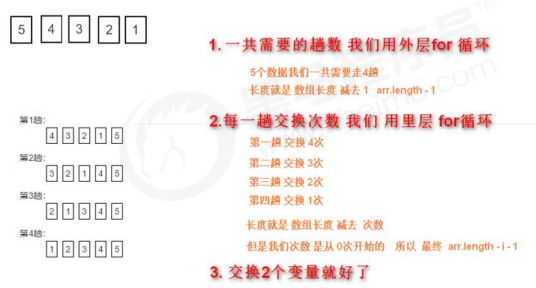 5 4 3 2 1
1. 一共需要的趟数 我们用外层for 循环
5个数据我们一共需要走4趟
长度就是 数组长度 减去 1 arr.length - 1
第1趟:
4 3 2 1 5
第2趟:
3 2 1 4 5
第3趟:
2 1 3 4 5
第4趟:
1 2 3 4 5
2.每一趟交换次数 我们 用里层 for循环
第一趟 交换 4次
第二趟 交换 3次
第三趟 交换 2次
第四趟 交换 1次
长度就是 数组长度 减去 次数
但是我们次数 是从 0次开始的 所以 最终 arr.length - i - 1
3. 交换2个变量就好了